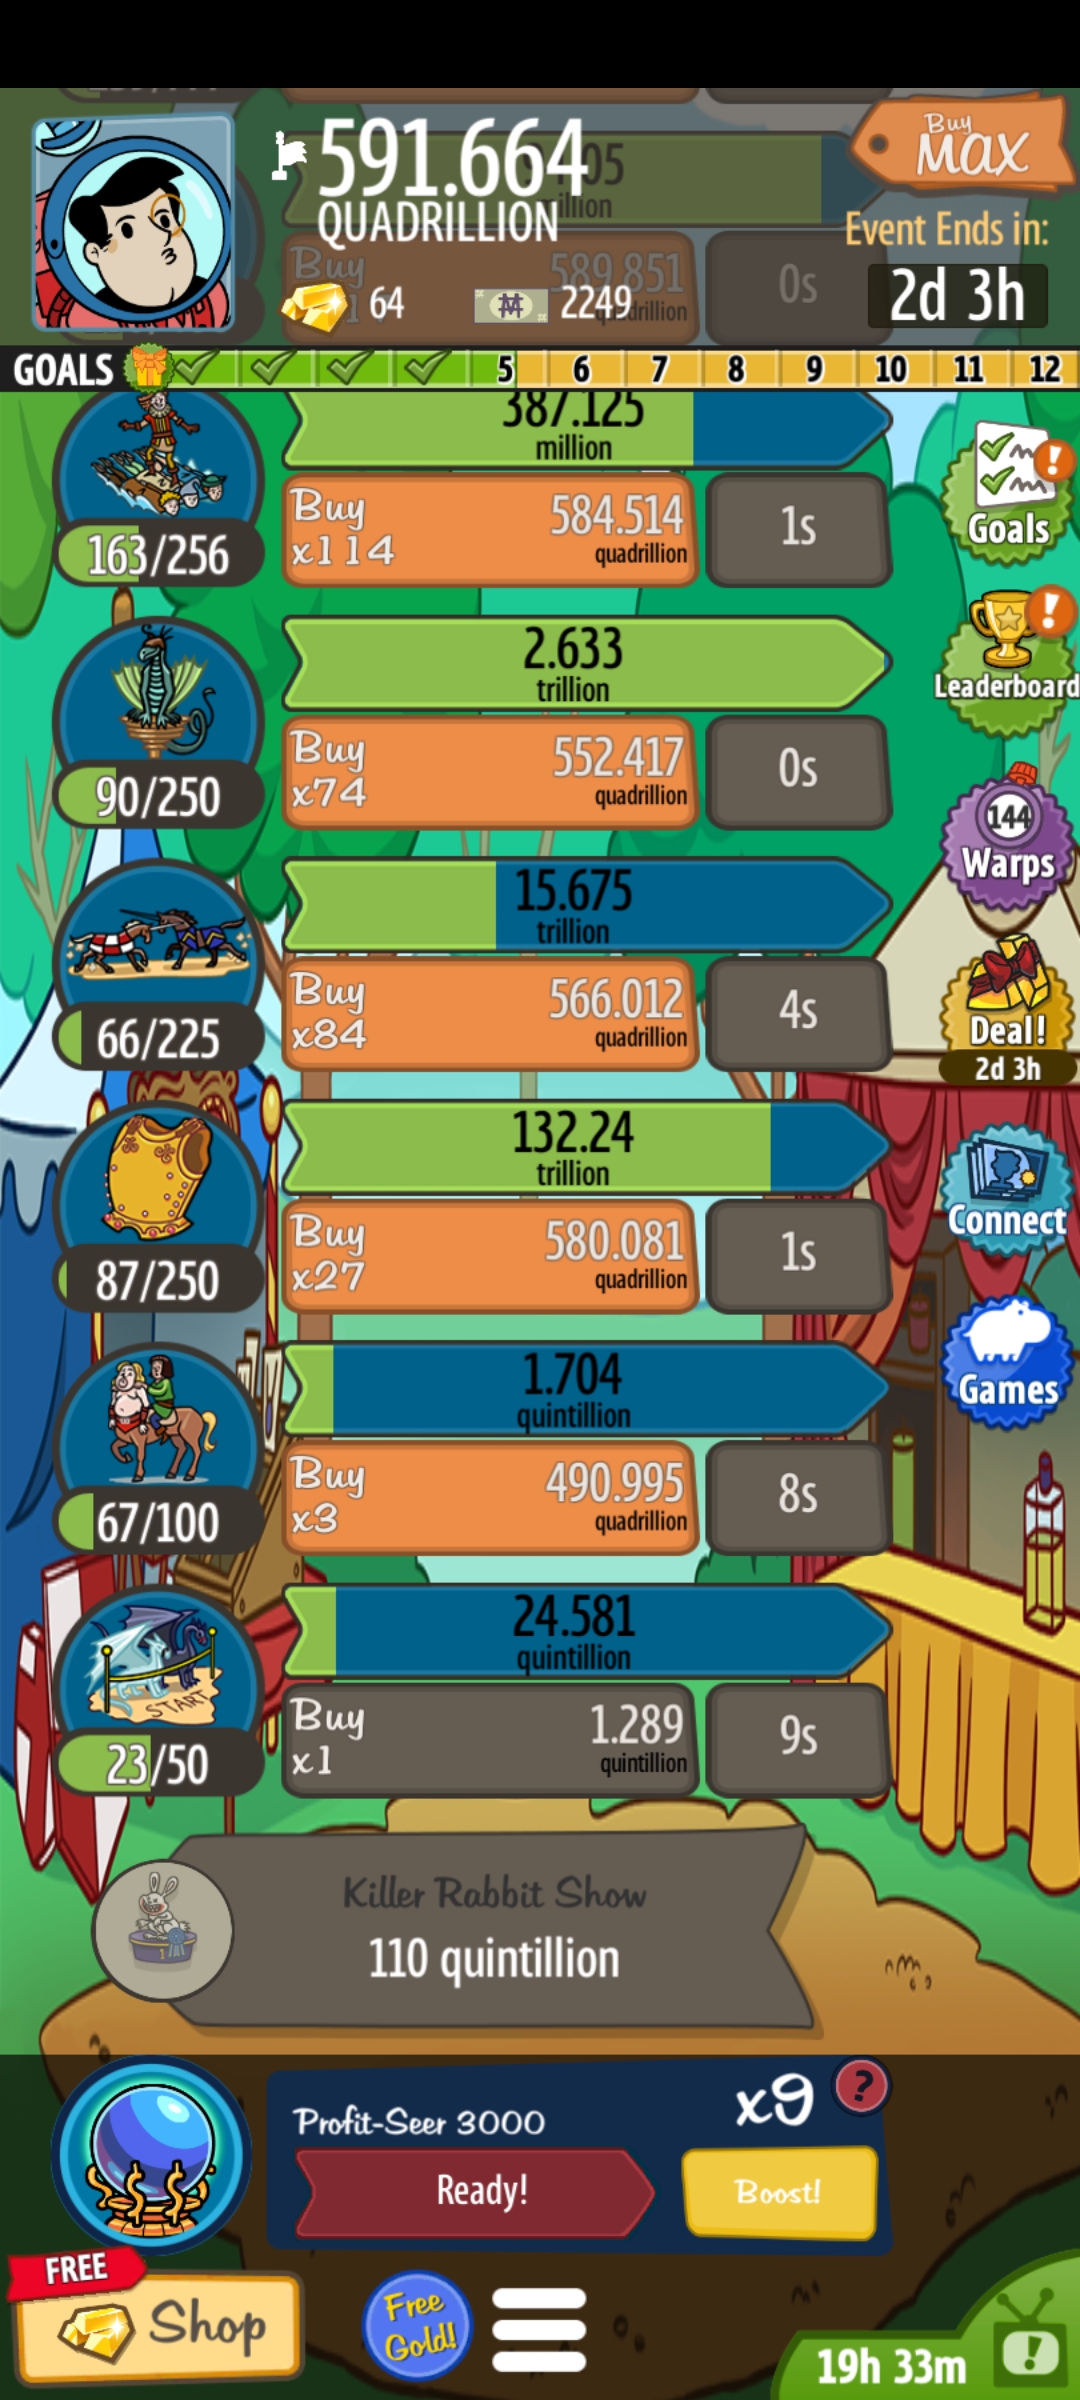 591.664
QUADRILLION
Buy
MAX
Event Ends in:
2d 3h
64
2249
Buy
589.851
0s
GOALS
5 6 7 8 9 10 11 12
387.125
million
163/256
Buy
x114
584.514
quadrillion
1s
Goals
2.633
trillion
90/250
Buy
x74
552.417
quadrillion
0s
Leaderboard
15.675
trillion
66/225
Buy
x84
566.012
quadrillion
4s
144
Warps
Deal!
2d 3h
132.24
trillion
87/250
Buy
x27
580.081
quadrillion
1s
Connect
1.704
quintillion
67/100
Buy
x3
490.995
quadrillion
8s
Games
24.581
quintillion
START
23/50
Buy
x1
1.289
quintillion
9s
Killer Rabbit Show
110 quintillion
Profit-Seer 3000
x9
?
Ready!
Boost!
FREE
Shop
Free
Gold!
19h 33m